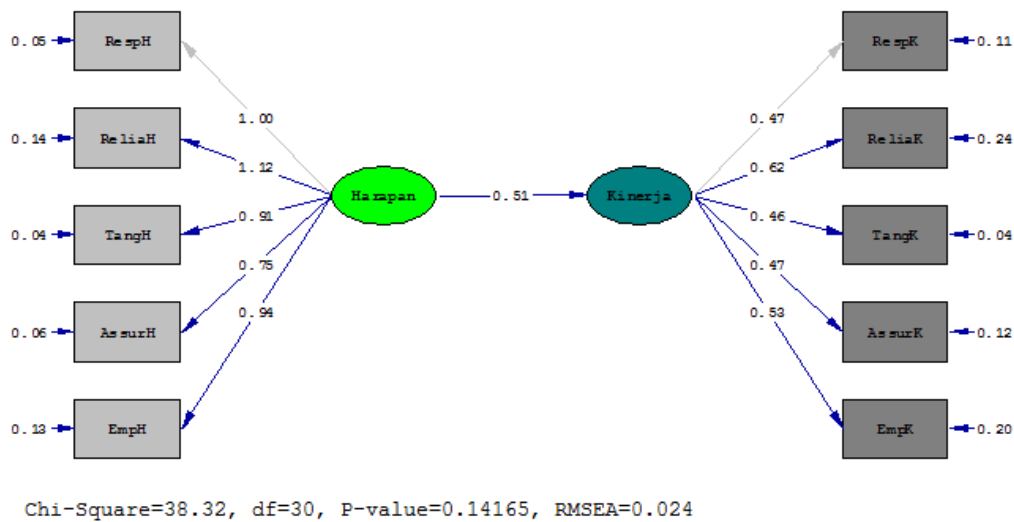 0.05 RespH
0.14 ReliaH
0.04 TangH
0.06 AssurH
0.13 EmpH
1.00
1.12
0.91
0.75
0.94
Harapan
0.51
Kinerja
0.47
0.62
0.46
0.47
0.53
RespK 0.11
ReliaK 0.24
TangK 0.04
AssurK 0.12
EmpK 0.20
Chi-Square=38.32, df=30, P-value=0.14165, RMSEA=0.024